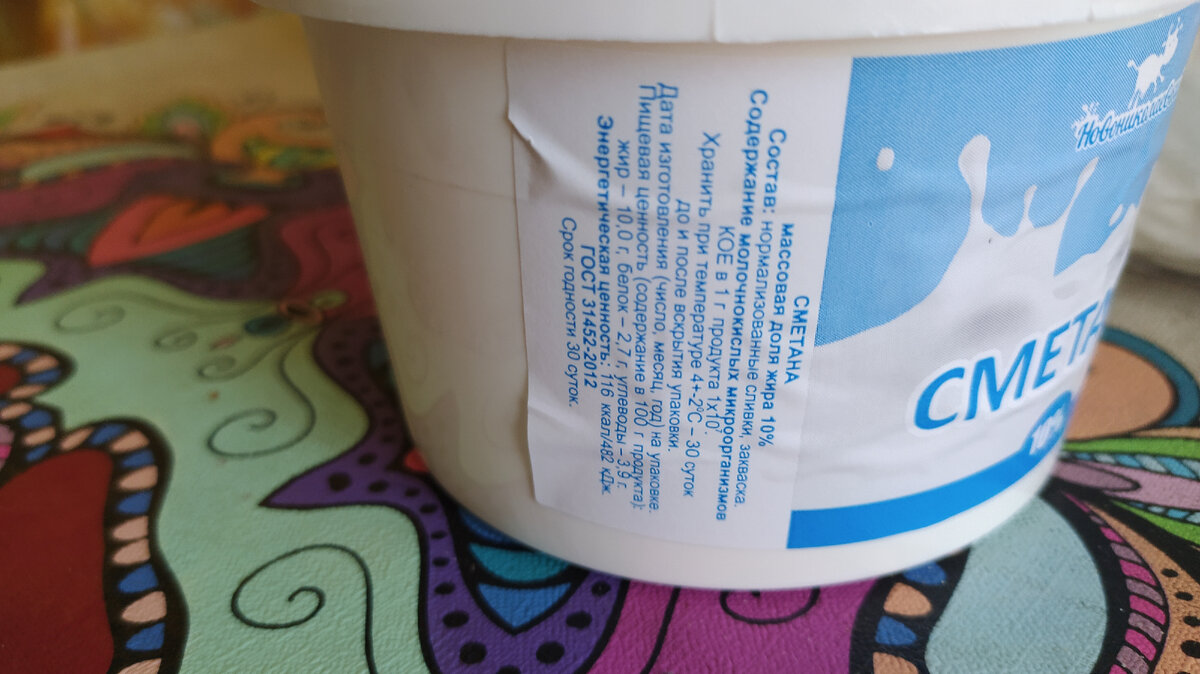 СМЕТАНА
массовая доля жира 10%
Состав: нормализованные сливки, закваска.
Содержание молочнокислых микроорганизмов
КОЕ в 1 г продукта 1х10⁷.
Хранить при температуре 4+-2°С – 30 суток
до и после вскрытия упаковки.
Дата изготовления (число, месяц, год) на упаковке.
Пищевая ценность (содержание в 100 г продукта):
жир – 10,0 г, белок – 2,7 г, углеводы – 3,9 г.
Энергетическая ценность: 116 ккал/482 кДж.
ГОСТ 31452-2012
Срок годности 30 суток.
СМЕТА
10%